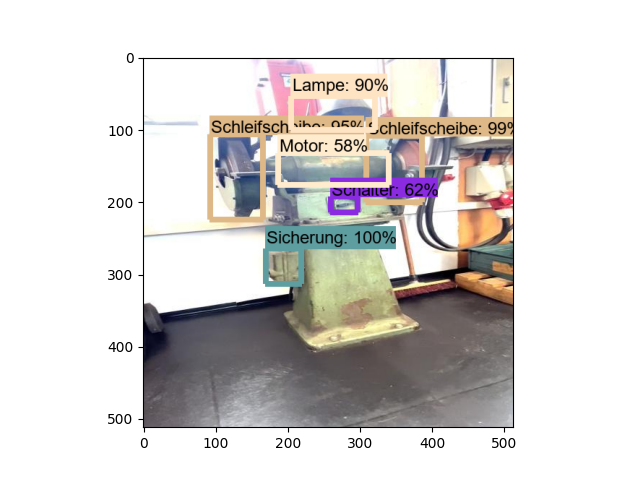 0
100
200
300
400
500
Lampe: 90%
Schleifscheibe: 95%
Schleifscheibe: 99%
Motor: 58%
Schalter: 62%
Sicherung: 100%
0
100
200
300
400
500